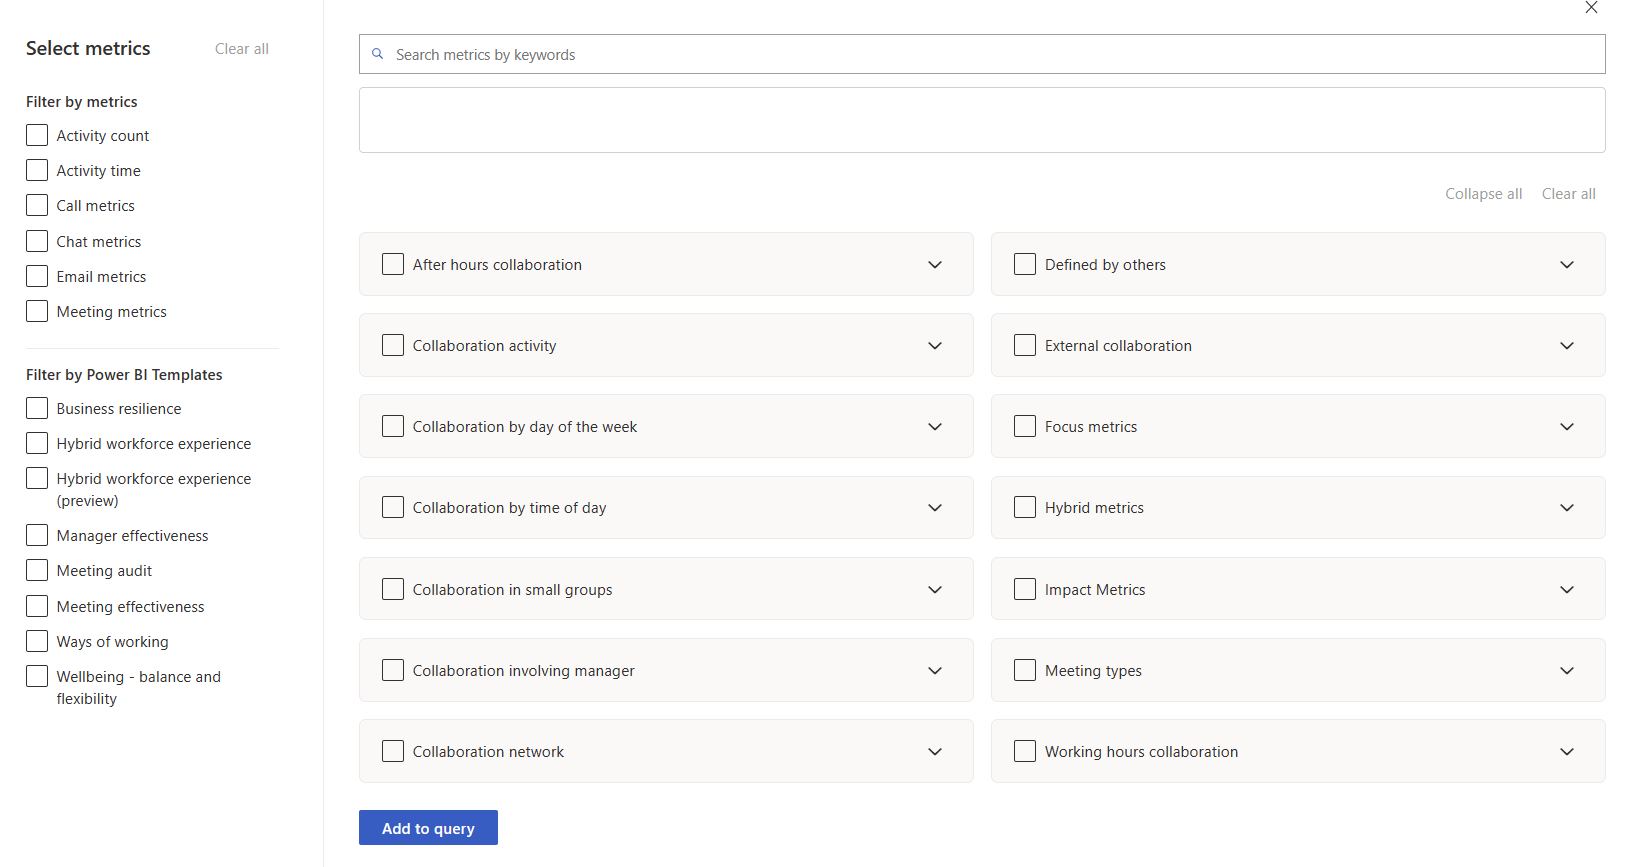 Select metrics
Clear all
Filter by metrics
Activity count
Activity time
Call metrics
Chat metrics
Email metrics
Meeting metrics
Filter by Power BI Templates
Business resilience
Hybrid workforce experience
Hybrid workforce experience
(preview)
Manager effectiveness
Meeting audit
Meeting effectiveness
Ways of working
Wellbeing - balance and
flexibility
Search metrics by keywords
Collapse all
Clear all
After hours collaboration
Defined by others
Collaboration activity
External collaboration
Collaboration by day of the week
Focus metrics
Collaboration by time of day
Hybrid metrics
Collaboration in small groups
Impact Metrics
Collaboration involving manager
Meeting types
Collaboration network
Working hours collaboration
Add to query